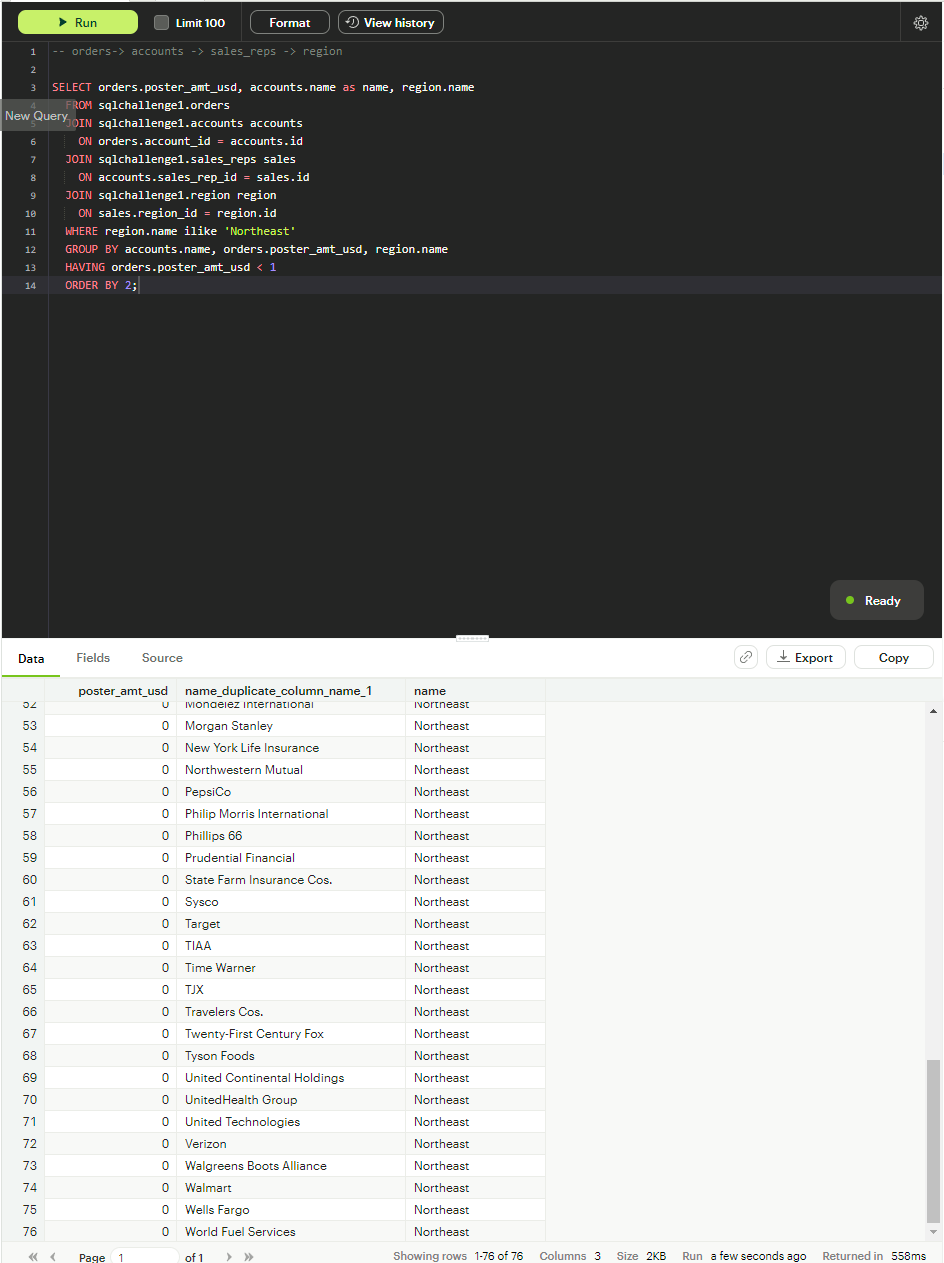 Run Limit 100 Format View history
1 -- orders-> accounts -> sales_reps -> region
2
3 SELECT orders.poster_amt_usd, accounts.name as name, region.name
4 FROM sqlchallenge1.orders
New Query
5 JOIN sqlchallenge1.accounts accounts
6 ON orders.account_id = accounts.id
7 JOIN sqlchallenge1.sales_reps sales
8 ON accounts.sales_rep_id = sales.id
9 JOIN sqlchallenge1.region region
10 ON sales.region_id = region.id
11 WHERE region.name ilike 'Northeast'
12 GROUP BY accounts.name, orders.poster_amt_usd, region.name
13 HAVING orders.poster_amt_usd < 1
14 ORDER BY 2;
Ready
Data Fields Source Export Copy
poster_amt_usd name_duplicate_column_name_1 name
52 0 Mondelez International Northeast
53 0 Morgan Stanley Northeast
54 0 New York Life Insurance Northeast
55 0 Northwestern Mutual Northeast
56 0 PepsiCo Northeast
57 0 Philip Morris International Northeast
58 0 Phillips 66 Northeast
59 0 Prudential Financial Northeast
60 0 State Farm Insurance Cos. Northeast
61 0 Sysco Northeast
62 0 Target Northeast
63 0 TIAA Northeast
64 0 Time Warner Northeast
65 0 TJX Northeast
66 0 Travelers Cos. Northeast
67 0 Twenty-First Century Fox Northeast
68 0 Tyson Foods Northeast
69 0 United Continental Holdings Northeast
70 0 UnitedHealth Group Northeast
71 0 United Technologies Northeast
72 0 Verizon Northeast
73 0 Walgreens Boots Alliance Northeast
74 0 Walmart Northeast
75 0 Wells Fargo Northeast
76 0 World Fuel Services Northeast
« ‹ Page 1 of 1 › » Showing rows 1-76 of 76 Columns 3 Size 2KB Run a few seconds ago Returned in 558ms